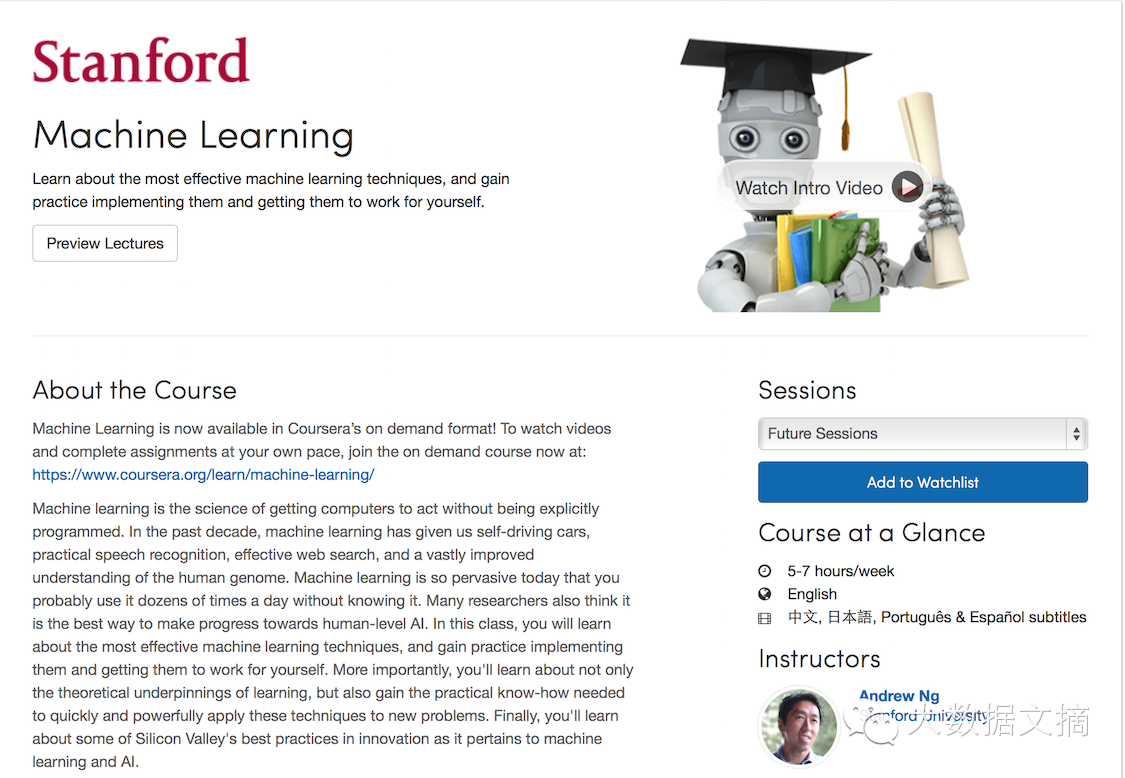 Stanford
Machine Learning
Learn about the most effective machine learning techniques, and gain
practice implementing them and getting them to work for yourself.
Preview Lectures
Watch Intro Video
About the Course
Machine Learning is now available in Coursera's on demand format! To watch videos
and complete assignments at your own pace, join the on demand course now at:
https://www.coursera.org/learn/machine-learning/
Machine learning is the science of getting computers to act without being explicitly
programmed. In the past decade, machine learning has given us self-driving cars,
practical speech recognition, effective web search, and a vastly improved
understanding of the human genome. Machine learning is so pervasive today that you
probably use it dozens of times a day without knowing it. Many researchers also think it
is the best way to make progress towards human-level AI. In this class, you will learn
about the most effective machine learning techniques, and gain practice implementing
them and getting them to work for yourself. More importantly, you'll learn about not only
the theoretical underpinnings of learning, but also gain the practical know-how needed
to quickly and powerfully apply these techniques to new problems. Finally, you'll learn
about some of Silicon Valley's best practices in innovation as it pertains to machine
learning and AI.
Sessions
Future Sessions
Add to Watchlist
Course at a Glance
5-7 hours/week
English
中文, 日本語, Português & Español subtitles
Instructors
Andrew Ng
Stanford University
大数据文摘